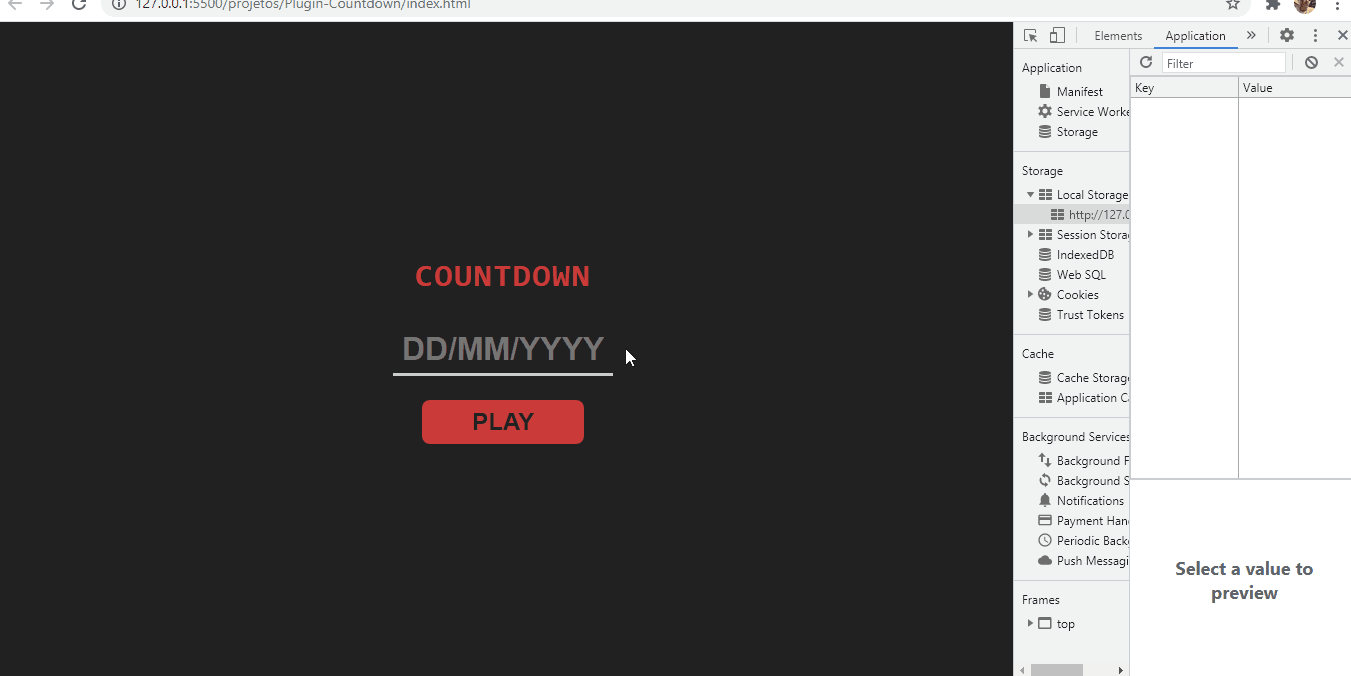 127.0.0.1:5500/projetos/Plugin-Countdown/index.html
Elements
Application
Filter
Key
Value
Application
Manifest
Service Worke
Storage
Storage
Local Storage
http://127.0
Session Stora
IndexedDB
Web SQL
Cookies
Trust Tokens
Cache
Cache Storag
Application C
Background Services
Background F
Background S
Notifications
Payment Han
Periodic Back
Push Messagi
Frames
top
COUNTDOWN
DD/MM/YYYY
PLAY
Select a value to
preview